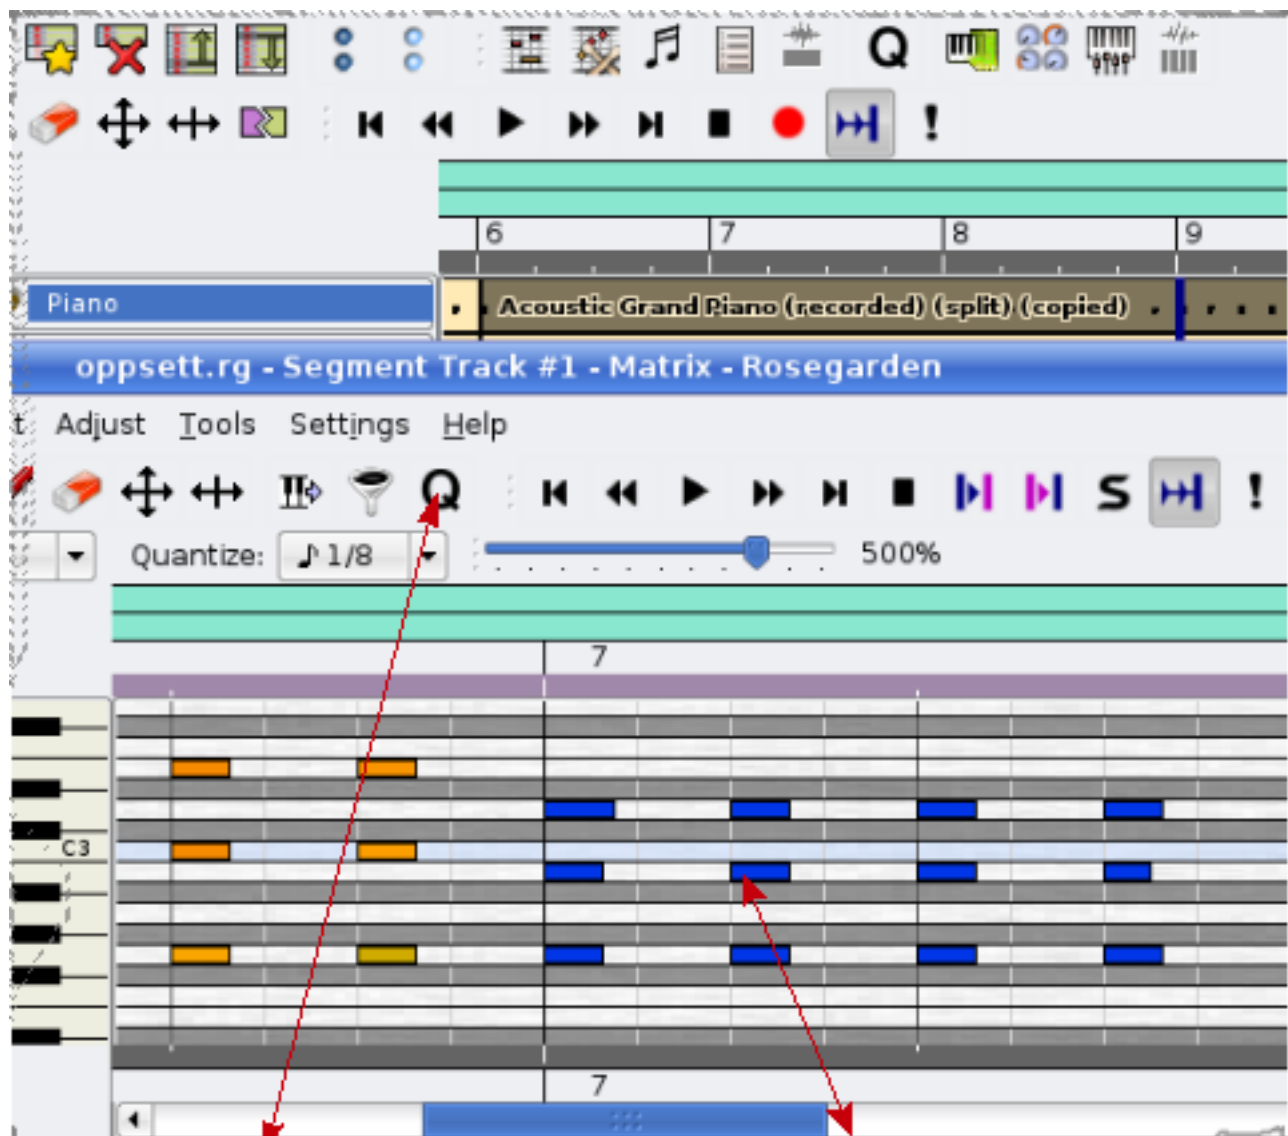 Q
!
6 7 8 9
Piano
Acoustic Grand Piano (recorded) (split) (copied)
oppsett.rg - Segment Track #1 - Matrix - Rosegarden
t Adjust Tools Settings Help
Q S !
Quantize: 1/8 500%
7
C3
7